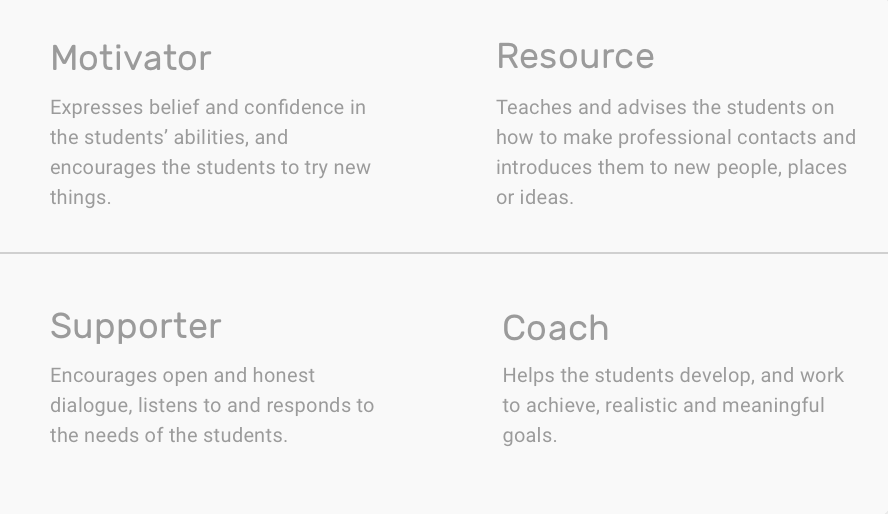 Motivator
Expresses belief and confidence in
the students’ abilities, and
encourages the students to try new
things.
Resource
Teaches and advises the students on
how to make professional contacts and
introduces them to new people, places
or ideas.
Supporter
Encourages open and honest
dialogue, listens to and responds to
the needs of the students.
Coach
Helps the students develop, and work
to achieve, realistic and meaningful
goals.